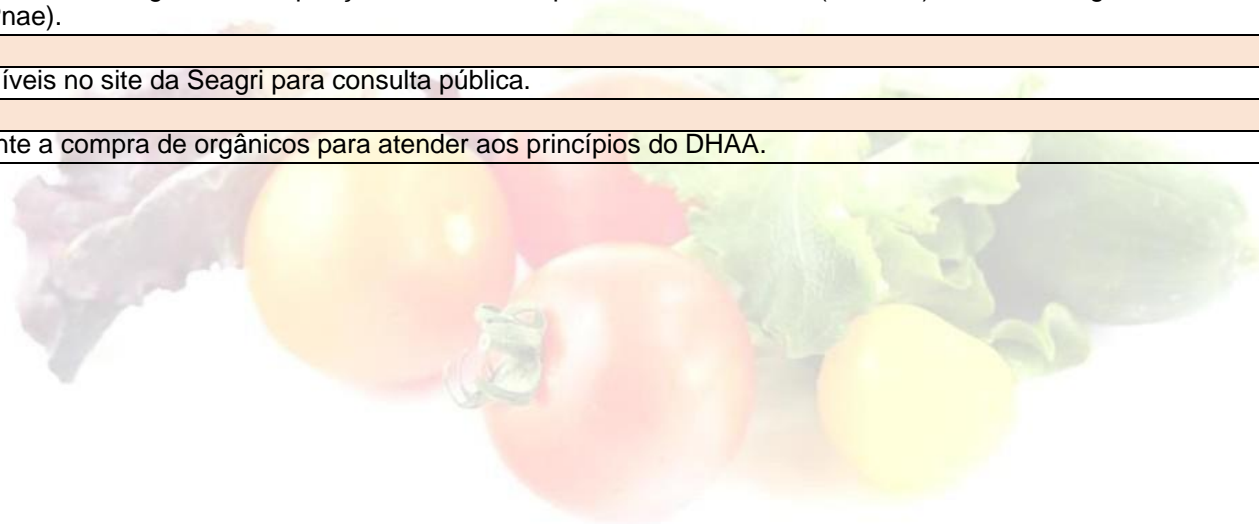 nae).
íveis no site da Seagri para consulta pública.
nte a compra de orgânicos para atender aos princípios do DHAA.